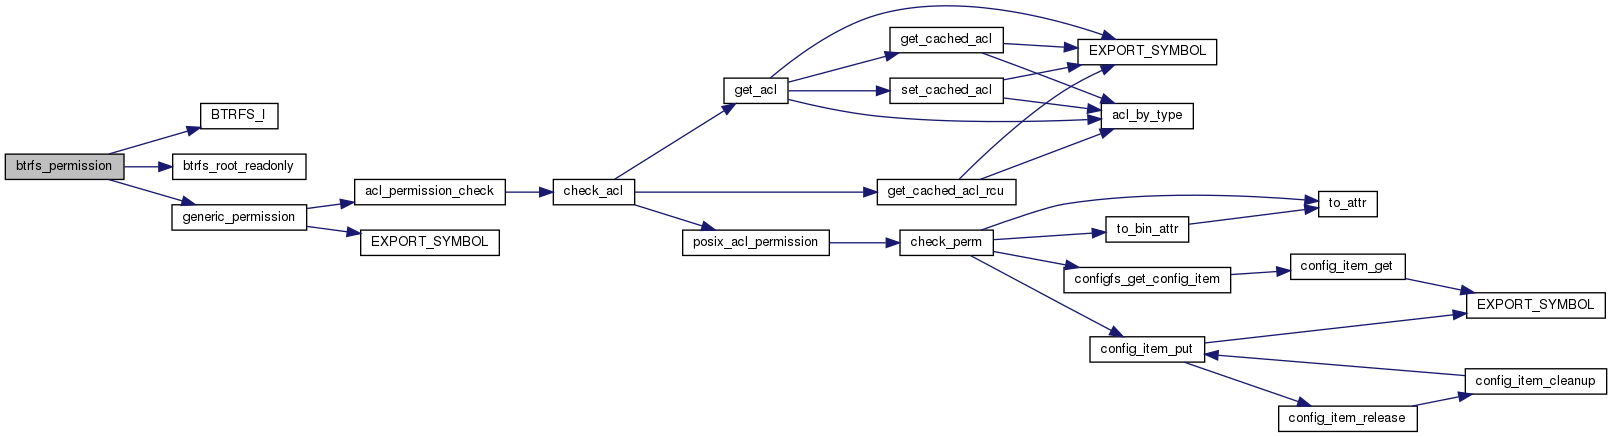 btrfs_permission
BTRFS_I
btrfs_root_readonly
generic_permission
acl_permission_check
EXPORT_SYMBOL
check_acl
get_acl
get_cached_acl
set_cached_acl
EXPORT_SYMBOL
acl_by_type
get_cached_acl_rcu
posix_acl_permission
check_perm
to_attr
to_bin_attr
configfs_get_config_item
config_item_get
EXPORT_SYMBOL
config_item_put
config_item_cleanup
config_item_release